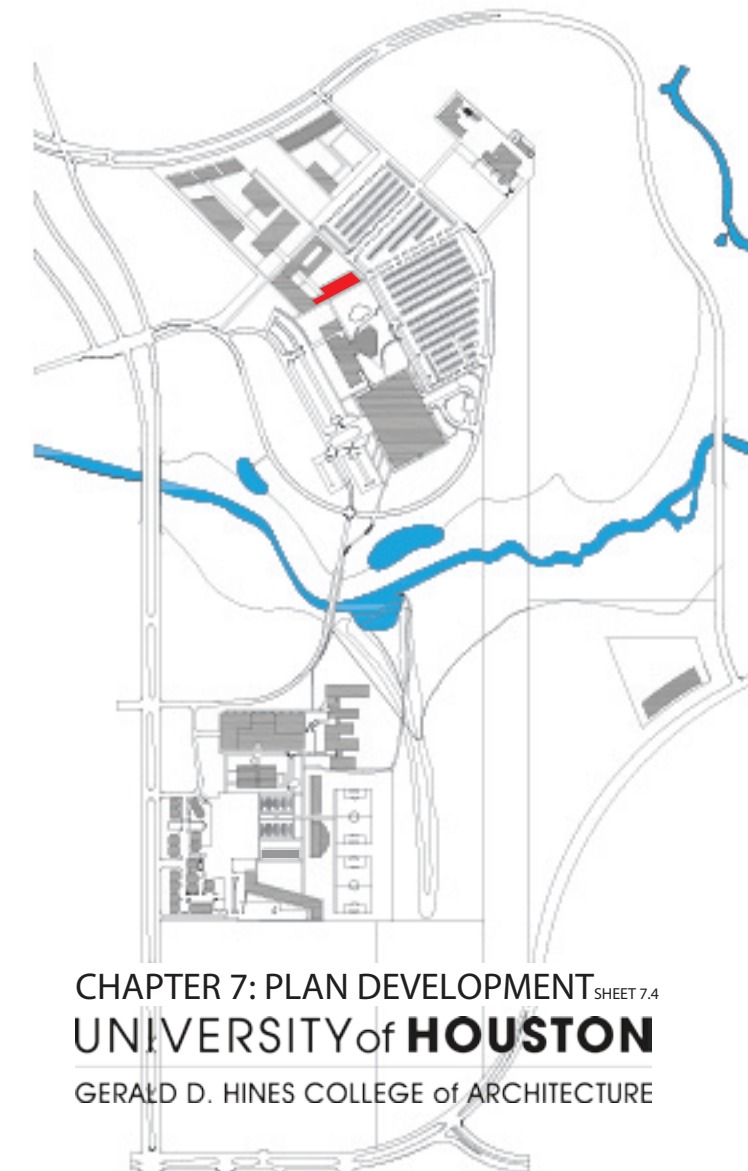 CHAPTER 7: PLAN DEVELOPMENT SHEET 7.4
UNIVERSITY of HOUSTON
GERALD D. HINES COLLEGE of ARCHITECTURE